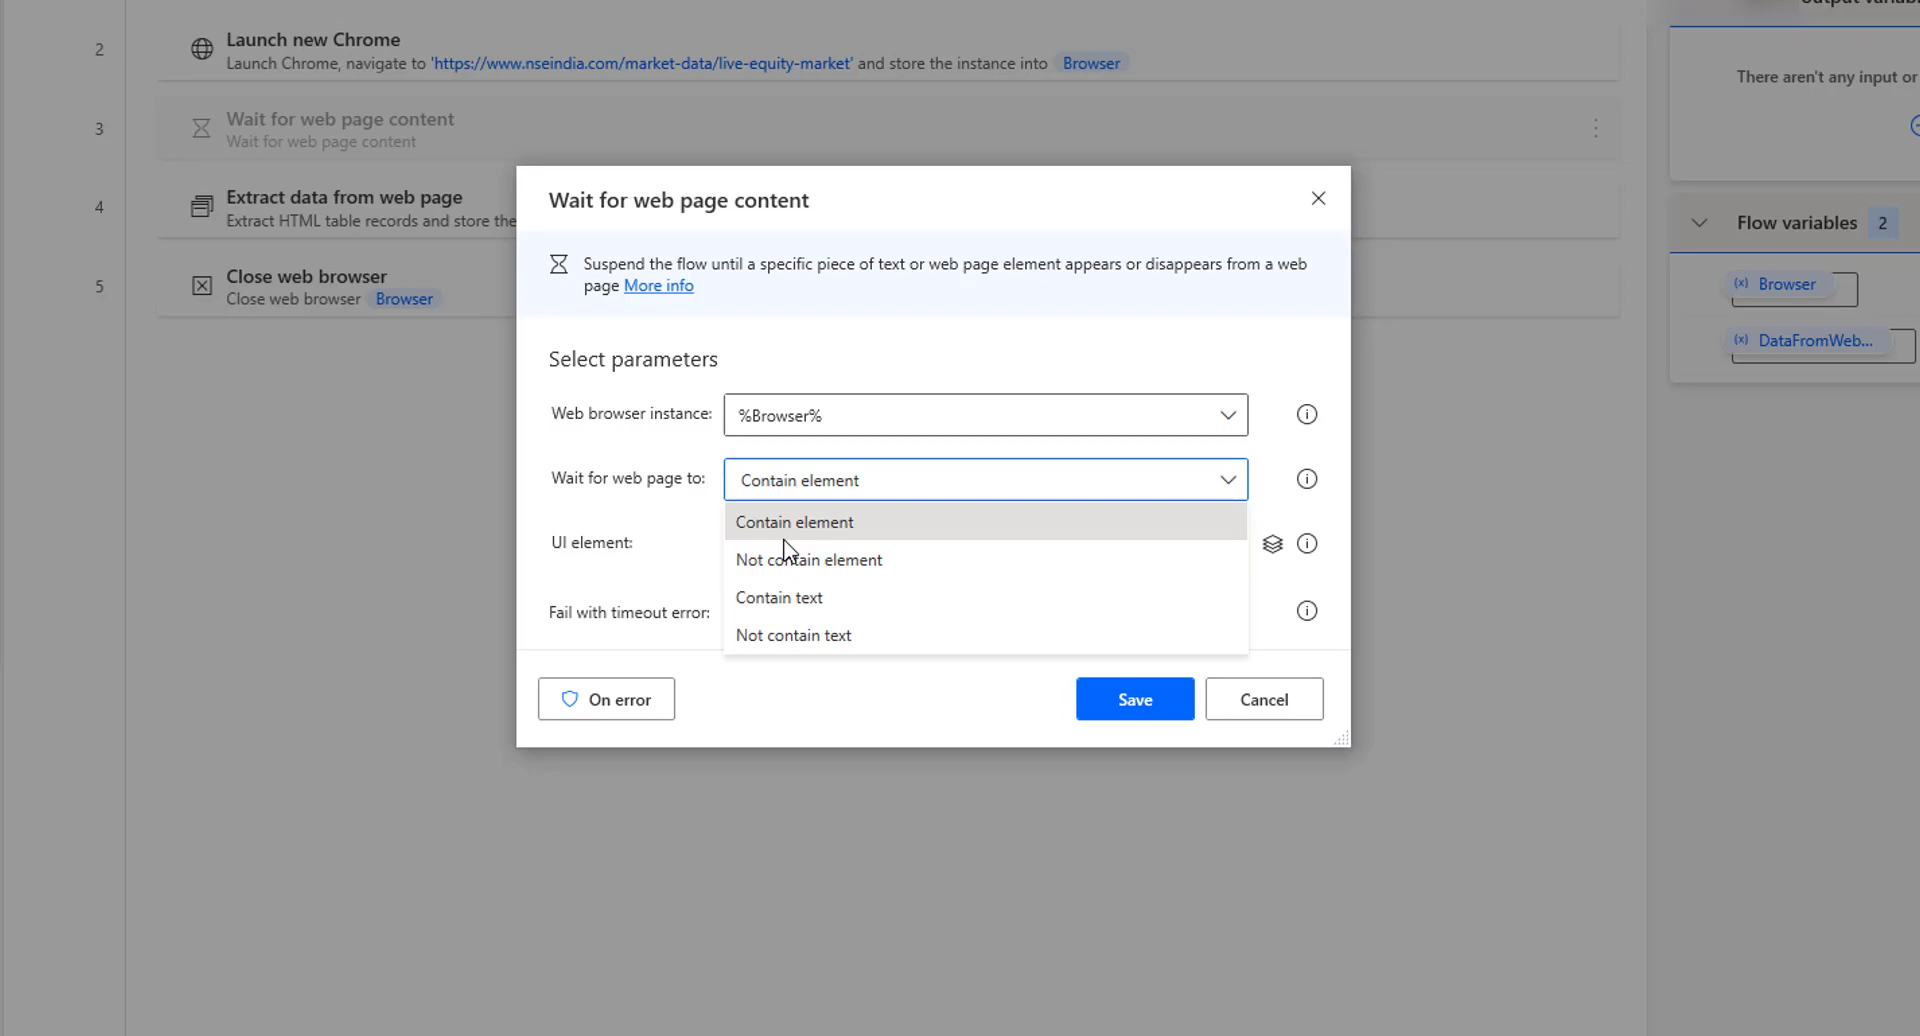 Output variab
2
Launch new Chrome
Launch Chrome, navigate to 'https://www.nseindia.com/market-data/live-equity-market' and store the instance into Browser
There aren't any input or
3
Wait for web page content
Wait for web page content
4
Extract data from web page
Extract HTML table records and store the
5
Close web browser
Close web browser Browser
Flow variables 2
(x) Browser
(x) DataFromWeb...
Wait for web page content
Suspend the flow until a specific piece of text or web page element appears or disappears from a web
page More info
Select parameters
Web browser instance: %Browser%
Wait for web page to: Contain element
Contain element
UI element:
Not contain element
Contain text
Fail with timeout error:
Not contain text
On error
Save
Cancel